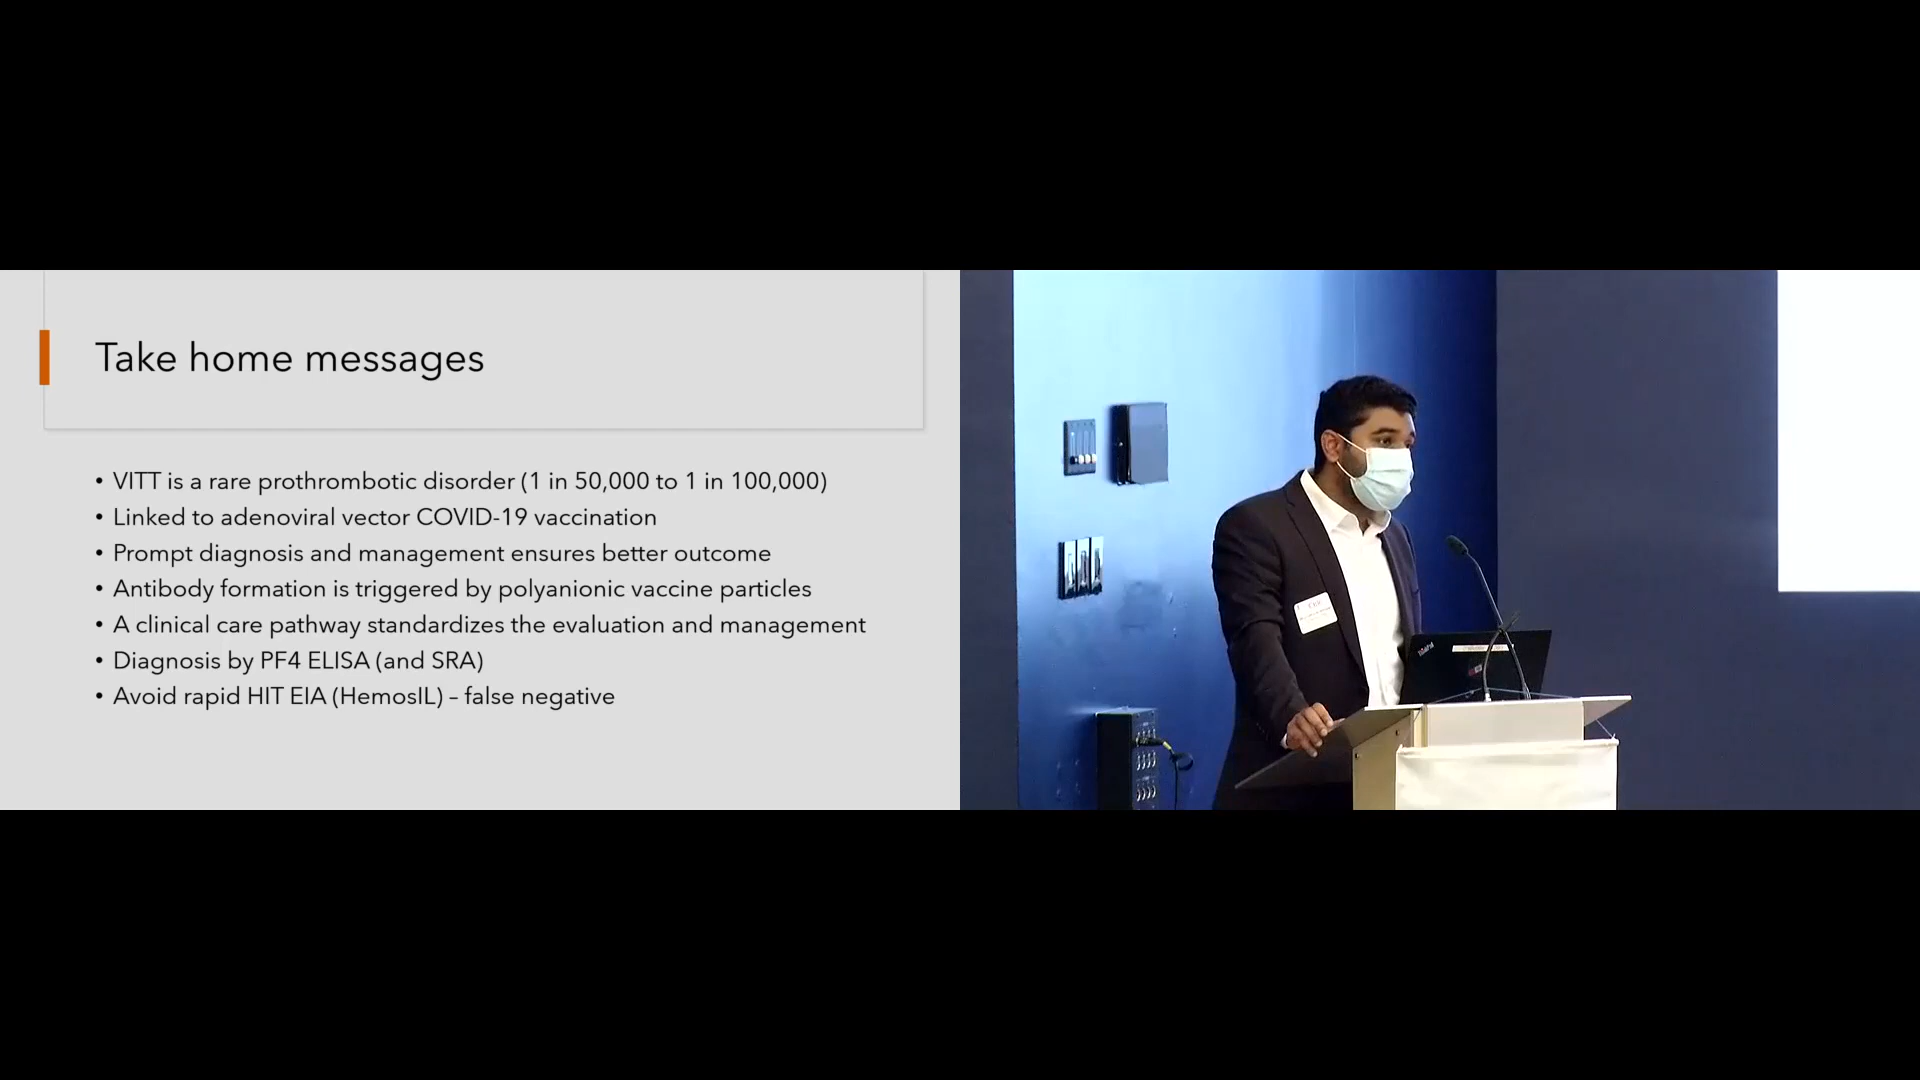 Take home messages
• VITT is a rare prothrombotic disorder (1 in 50,000 to 1 in 100,000)
• Linked to adenoviral vector COVID-19 vaccination
• Prompt diagnosis and management ensures better outcome
• Antibody formation is triggered by polyanionic vaccine particles
• A clinical care pathway standardizes the evaluation and management
• Diagnosis by PF4 ELISA (and SRA)
• Avoid rapid HIT EIA (HemosIL) – false negative